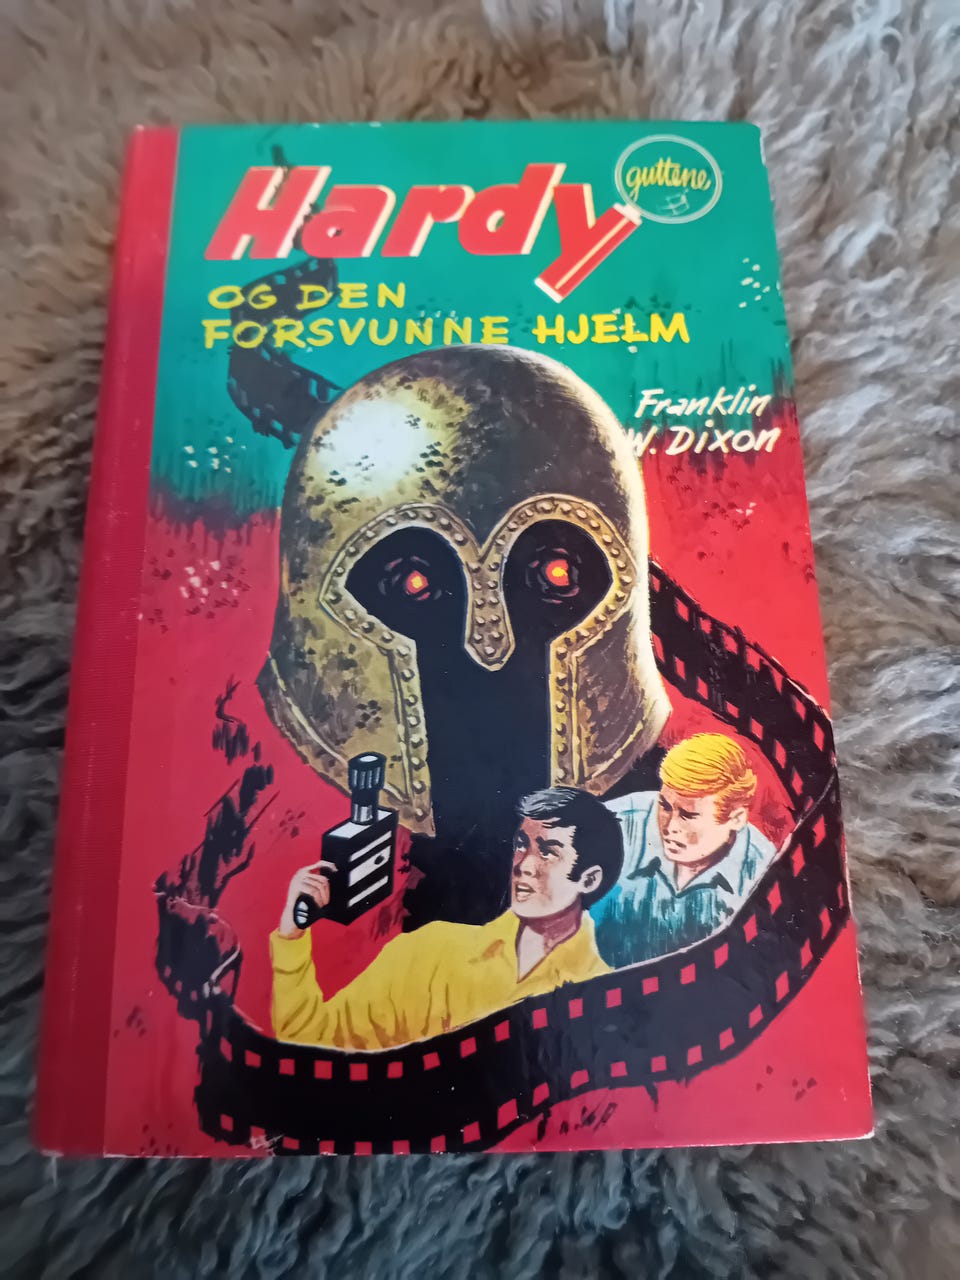 Hardy
guttene
OG DEN
FORSVUNNE HJELM
Franklin
W. Dixon